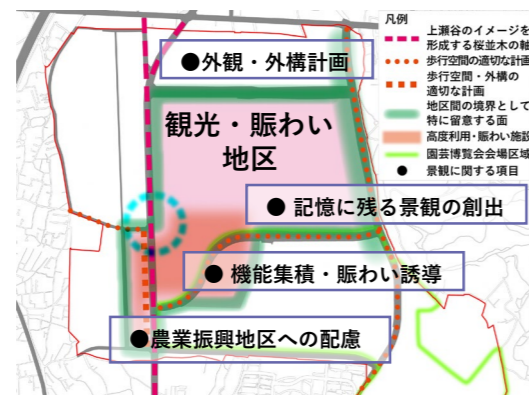 凡例
上瀬谷のイメージを
形成する桜並木の軸
歩行空間の適切な計画
歩行空間・外構の
適切な計画
地区間の境界として
特に留意する面
高度利用・賑わい施設
園芸博覧会会場区域
景観に関する項目
●外観・外構計画
観光・賑わい
地区
● 記憶に残る景観の創出
● 機能集積・賑わい誘導
●農業振興地区への配慮